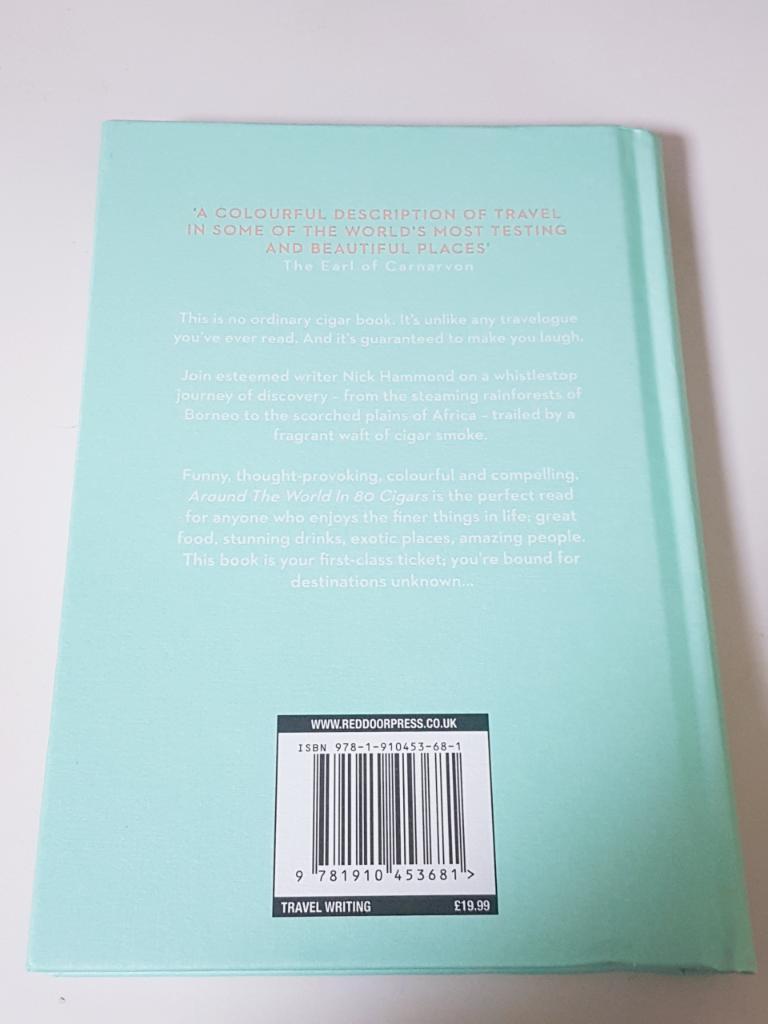 ‘A COLOURFUL DESCRIPTION OF TRAVEL
IN SOME OF THE WORLD’S MOST TESTING
AND BEAUTIFUL PLACES’
The Earl of Carnarvon
This is no ordinary cigar book. It’s unlike any travelogue
you’ve ever read. And it’s guaranteed to make you laugh.
Join esteemed writer Nick Hammond on a whistlestop
journey of discovery – from the steaming rainforests of
Borneo to the scorched plains of Africa – trailed by a
fragrant waft of cigar smoke.
Funny, thought-provoking, colourful and compelling,
Around The World In 80 Cigars is the perfect read
for anyone who enjoys the finer things in life; great
food, stunning drinks, exotic places, amazing people.
This book is your first-class ticket; you’re bound for
destinations unknown...
WWW.REDDOORPRESS.CO.UK
ISBN 978-1-910453-68-1
9 781910 453681 >
TRAVEL WRITING £19.99